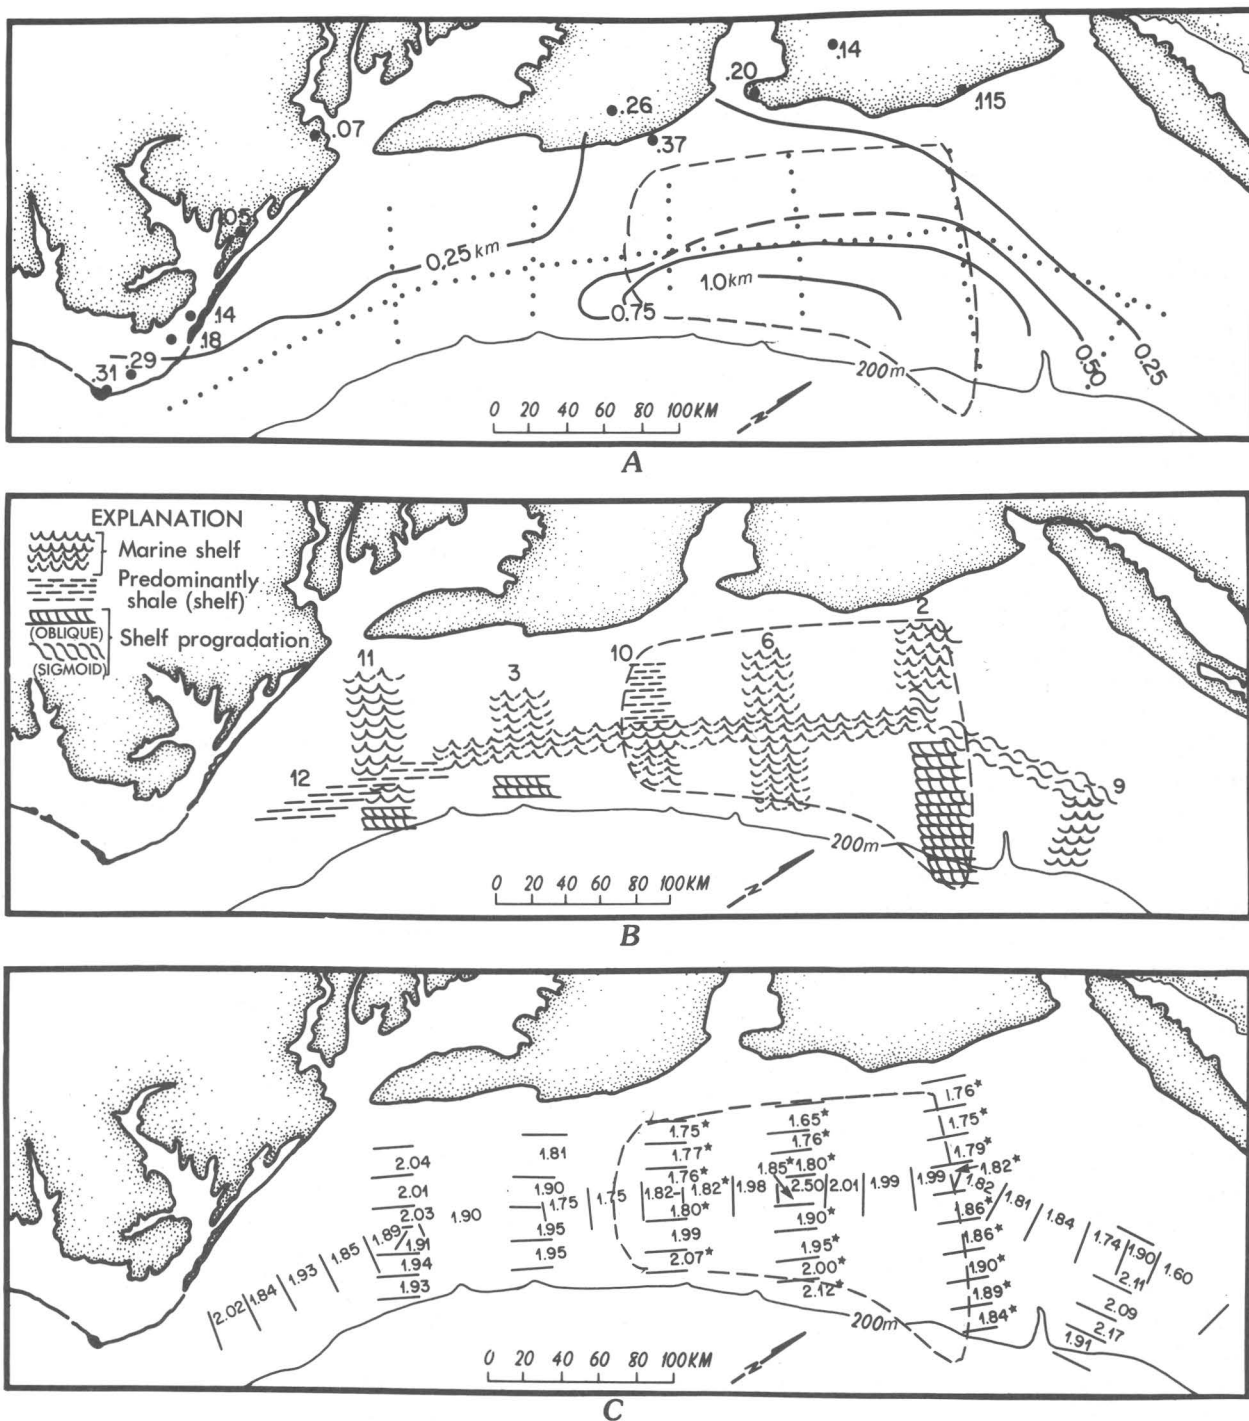 .14
.20
.115
.26
.37
.07
.05
0.25 km
1.0 km
0.75
.14
.18
.29
.31
200m
0.50
0.25
0 20 40 60 80 100KM
N
A
EXPLANATION
Marine shelf
Predominantly
shale (shelf)
(OBLIQUE)
Shelf progradation
(SIGMOID)
2
6
10
11
3
12
9
200m
0 20 40 60 80 100KM
N
B
1.76*
1.65* 1.75*
1.75* 1.76* 1.79*
1.81 1.77* 1.80* 1.82*
2.04 1.76* 1.85* 1.82
2.01 1.90 1.75 1.75 1.82 1.82* 1.98 2.50 2.01 1.99 1.99 1.81
2.03 1.90 1.80* 1.90* 1.86* 1.84
1.89 1.91 1.95 1.99 1.95* 1.86* 1.74 1.90 1.60
2.02 1.84 1.93 1.85 1.94 1.95 2.07* 2.00* 1.90* 2.11
1.93 2.12* 1.89* 2.09
1.84* 2.17
1.91
200m
0 20 40 60 80 100KM
N
C